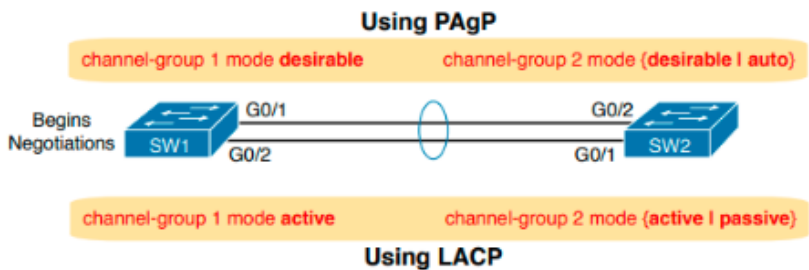 Using PAgP
channel-group 1 mode desirable channel-group 2 mode {desirable | auto}
G0/1 G0/2
Begins
Negotiations
SW1 SW2
G0/2 G0/1
channel-group 1 mode active channel-group 2 mode {active | passive}
Using LACP